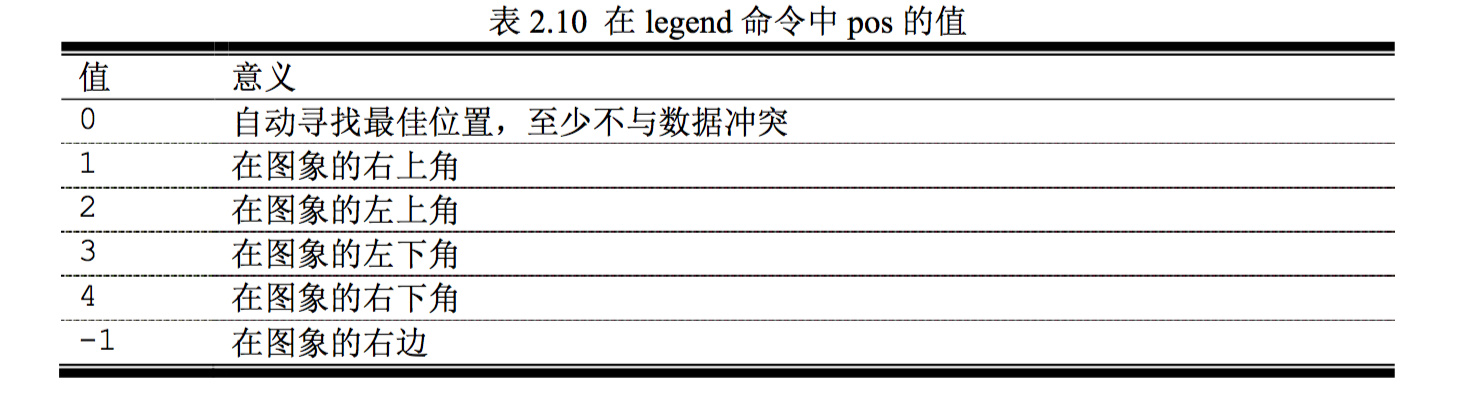 表 2.10 在 legend 命令中 pos 的值
值 意义
0 自动寻找最佳位置，至少不与数据冲突
1 在图象的右上角
2 在图象的左上角
3 在图象的左下角
4 在图象的右下角
-1 在图象的右边